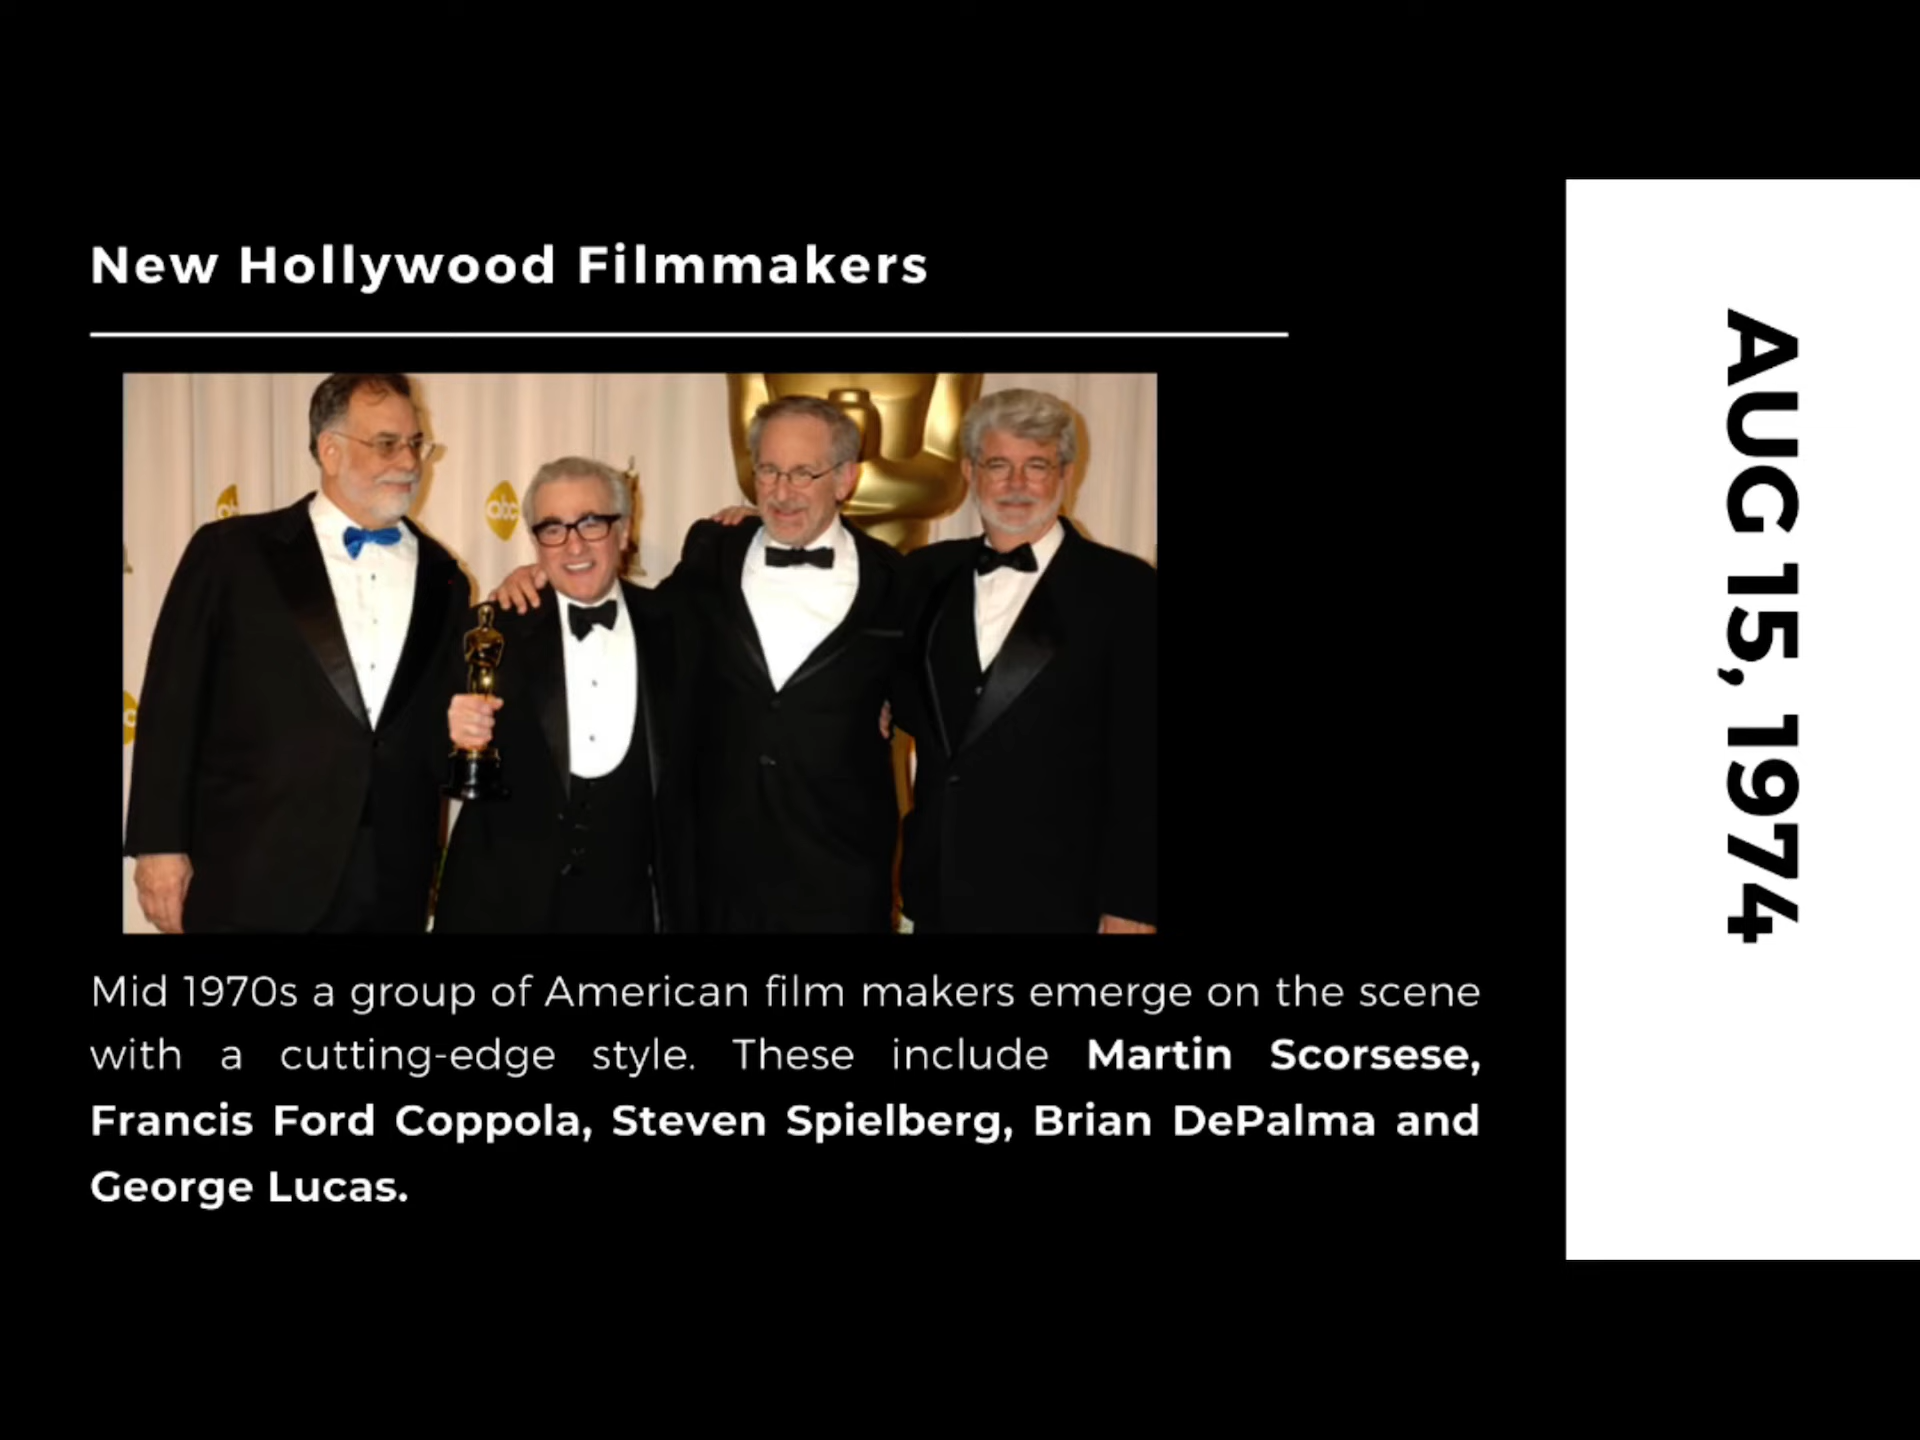 New Hollywood Filmmakers
abc
Mid 1970s a group of American film makers emerge on the scene
with a cutting-edge style. These include Martin Scorsese,
Francis Ford Coppola, Steven Spielberg, Brian DePalma and
George Lucas.
AUG 15, 1974